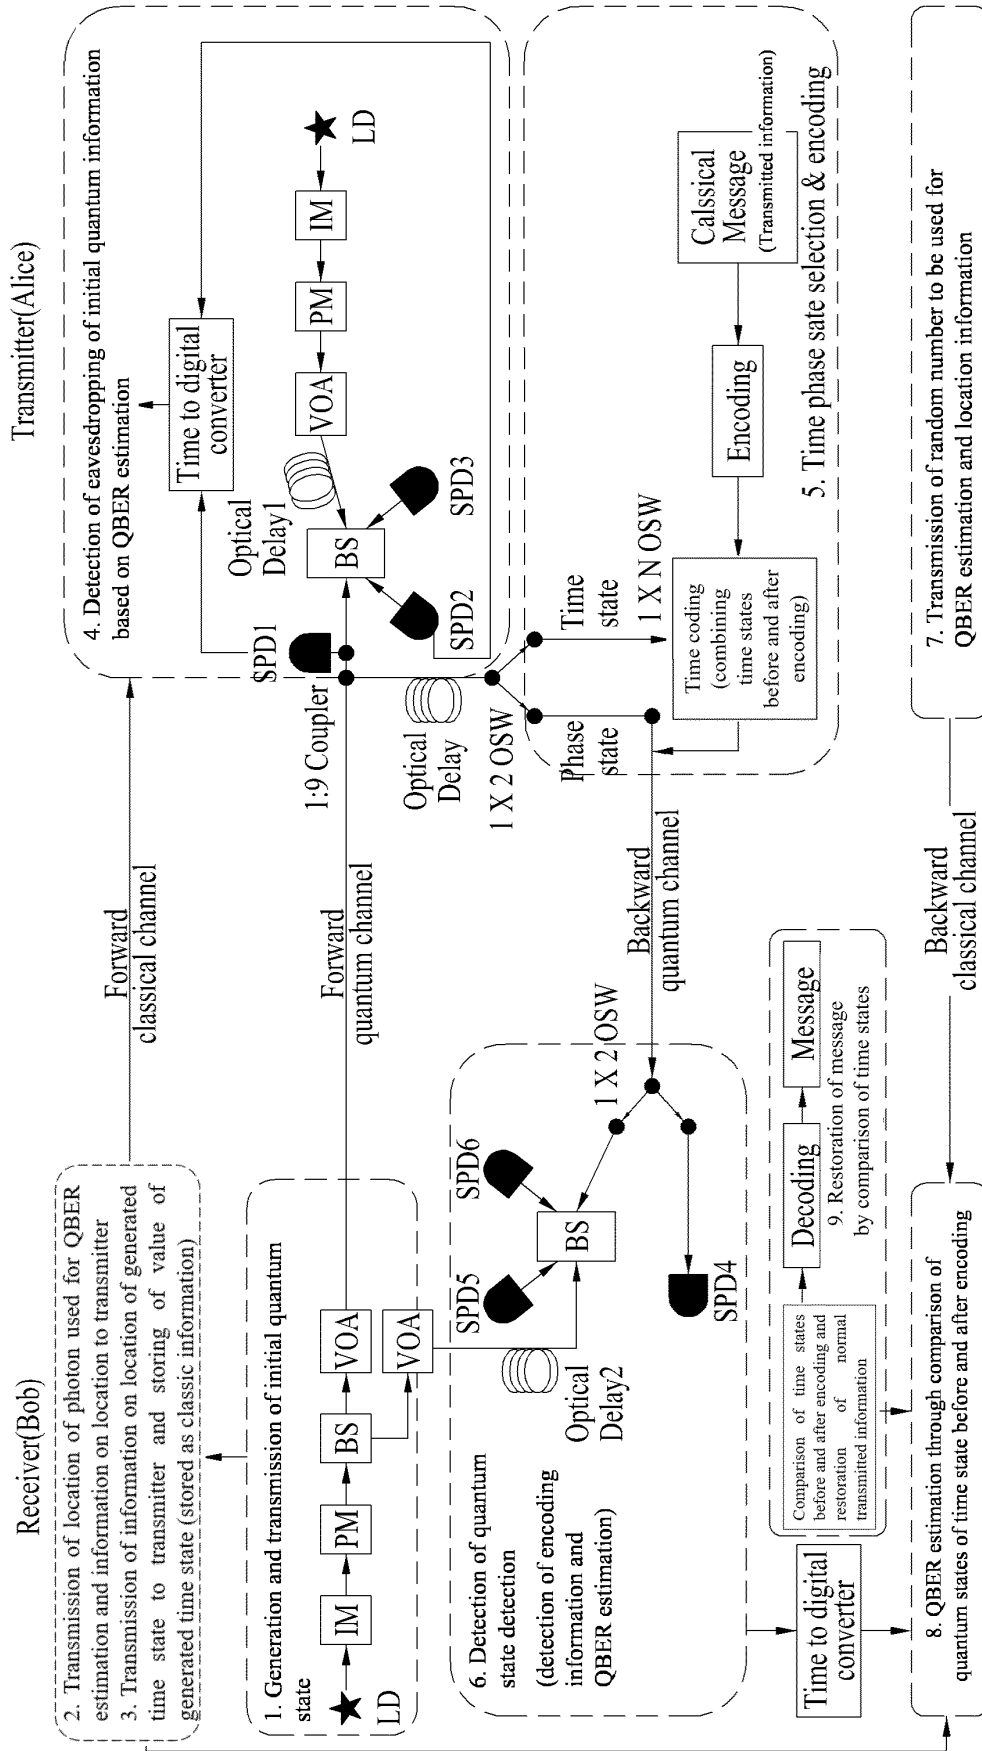 Receiver(Bob)
Transmitter(Alice)
2. Transmission of location of photon used for QBER
estimation and information on location to transmitter
3. Transmission of information on location of generated
time state to transmitter and storing of value of
generated time state (stored as classic information)
Forward
classical channel
4. Detection of eavesdropping of initial quantum information
based on QBER estimation
Time to digital
converter
SPD1
Optical
Delay1
VOA
PM
IM
LD
BS
SPD2
SPD3
1. Generation and transmission of initial quantum
state
LD
IM
PM
BS
VOA
VOA
Forward
quantum channel
1:9 Coupler
Optical
Delay
1 X 2 OSW
6. Detection of quantum
state detection
(detection of encoding
information and
QBER estimation)
SPD5
SPD6
BS
Optical
Delay2
SPD4
1 X 2 OSW
Backward
quantum channel
Phase
state
Time
state
1 X N OSW
Time coding
(combining
time states
before and after
encoding)
Encoding
Calssical
Message
(Transmitted information)
5. Time phase sate selection & encoding
Time to digital
converter
Comparison of time states
before and after encoding and
restoration of normal
transmitted information
Decoding
Message
9. Restoration of message
by comparison of time states
8. QBER estimation through comparison of
quantum states of time state before and after encoding
Backward
classical channel
7. Transmission of random number to be used for
QBER estimation and location information